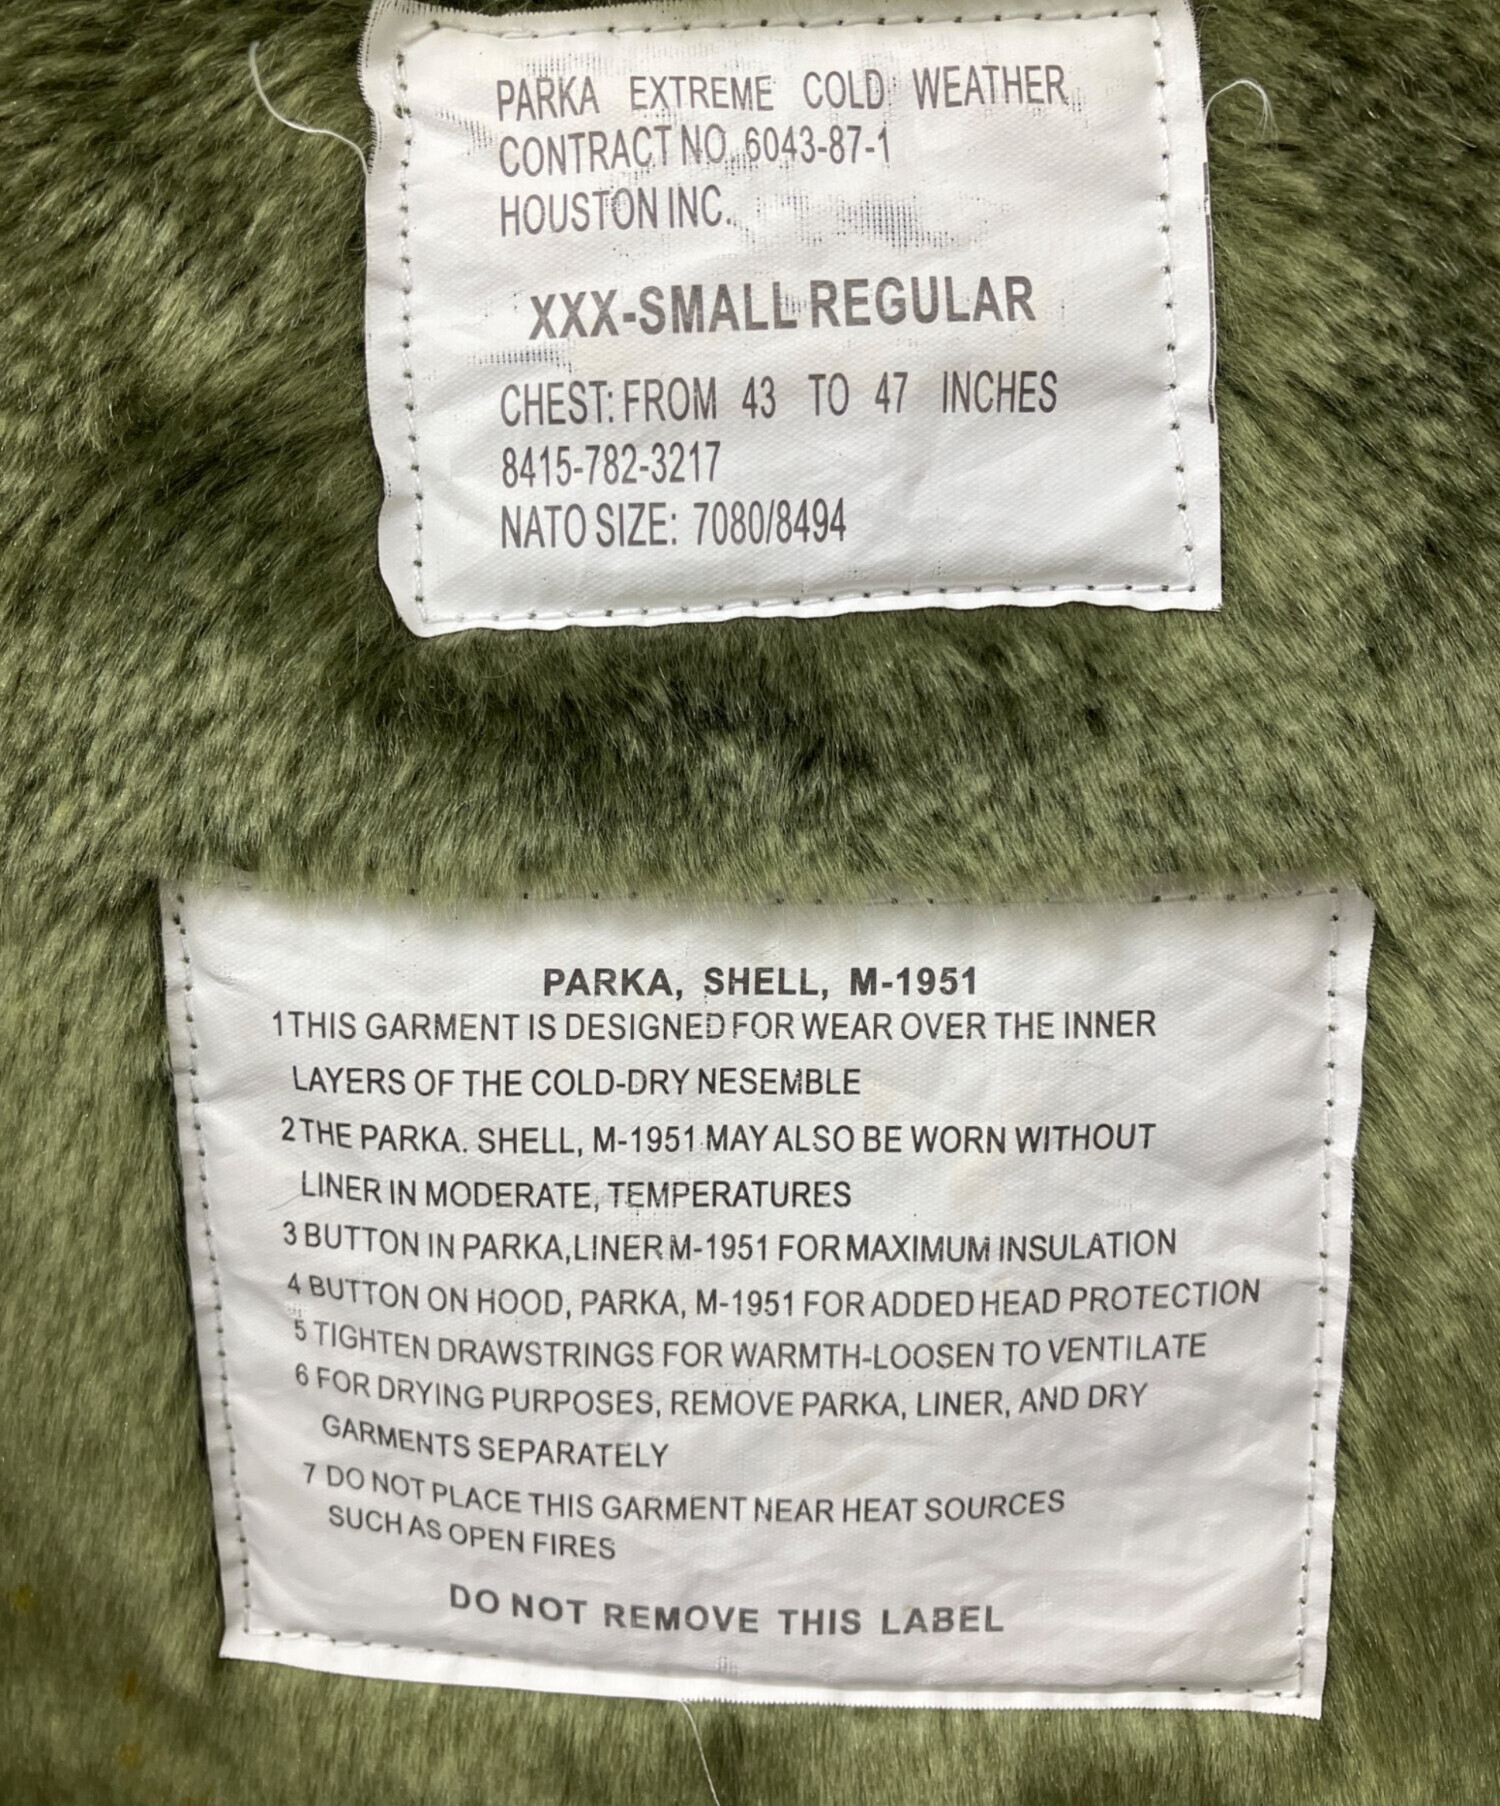 PARKA EXTREME COLD WEATHER
CONTRACT NO. 6043-87-1
HOUSTON INC.
XXX-SMALL REGULAR
CHEST: FROM 43 TO 47 INCHES
8415-782-3217
NATO SIZE: 7080/8494
PARKA, SHELL, M-1951
1 THIS GARMENT IS DESIGNED FOR WEAR OVER THE INNER
LAYERS OF THE COLD-DRY NESEMBLE
2 THE PARKA. SHELL, M-1951 MAY ALSO BE WORN WITHOUT
LINER IN MODERATE, TEMPERATURES
3 BUTTON IN PARKA,LINER M-1951 FOR MAXIMUM INSULATION
4 BUTTON ON HOOD, PARKA, M-1951 FOR ADDED HEAD PROTECTION
5 TIGHTEN DRAWSTRINGS FOR WARMTH-LOOSEN TO VENTILATE
6 FOR DRYING PURPOSES, REMOVE PARKA, LINER, AND DRY
GARMENTS SEPARATELY
7 DO NOT PLACE THIS GARMENT NEAR HEAT SOURCES
SUCH AS OPEN FIRES
DO NOT REMOVE THIS LABEL